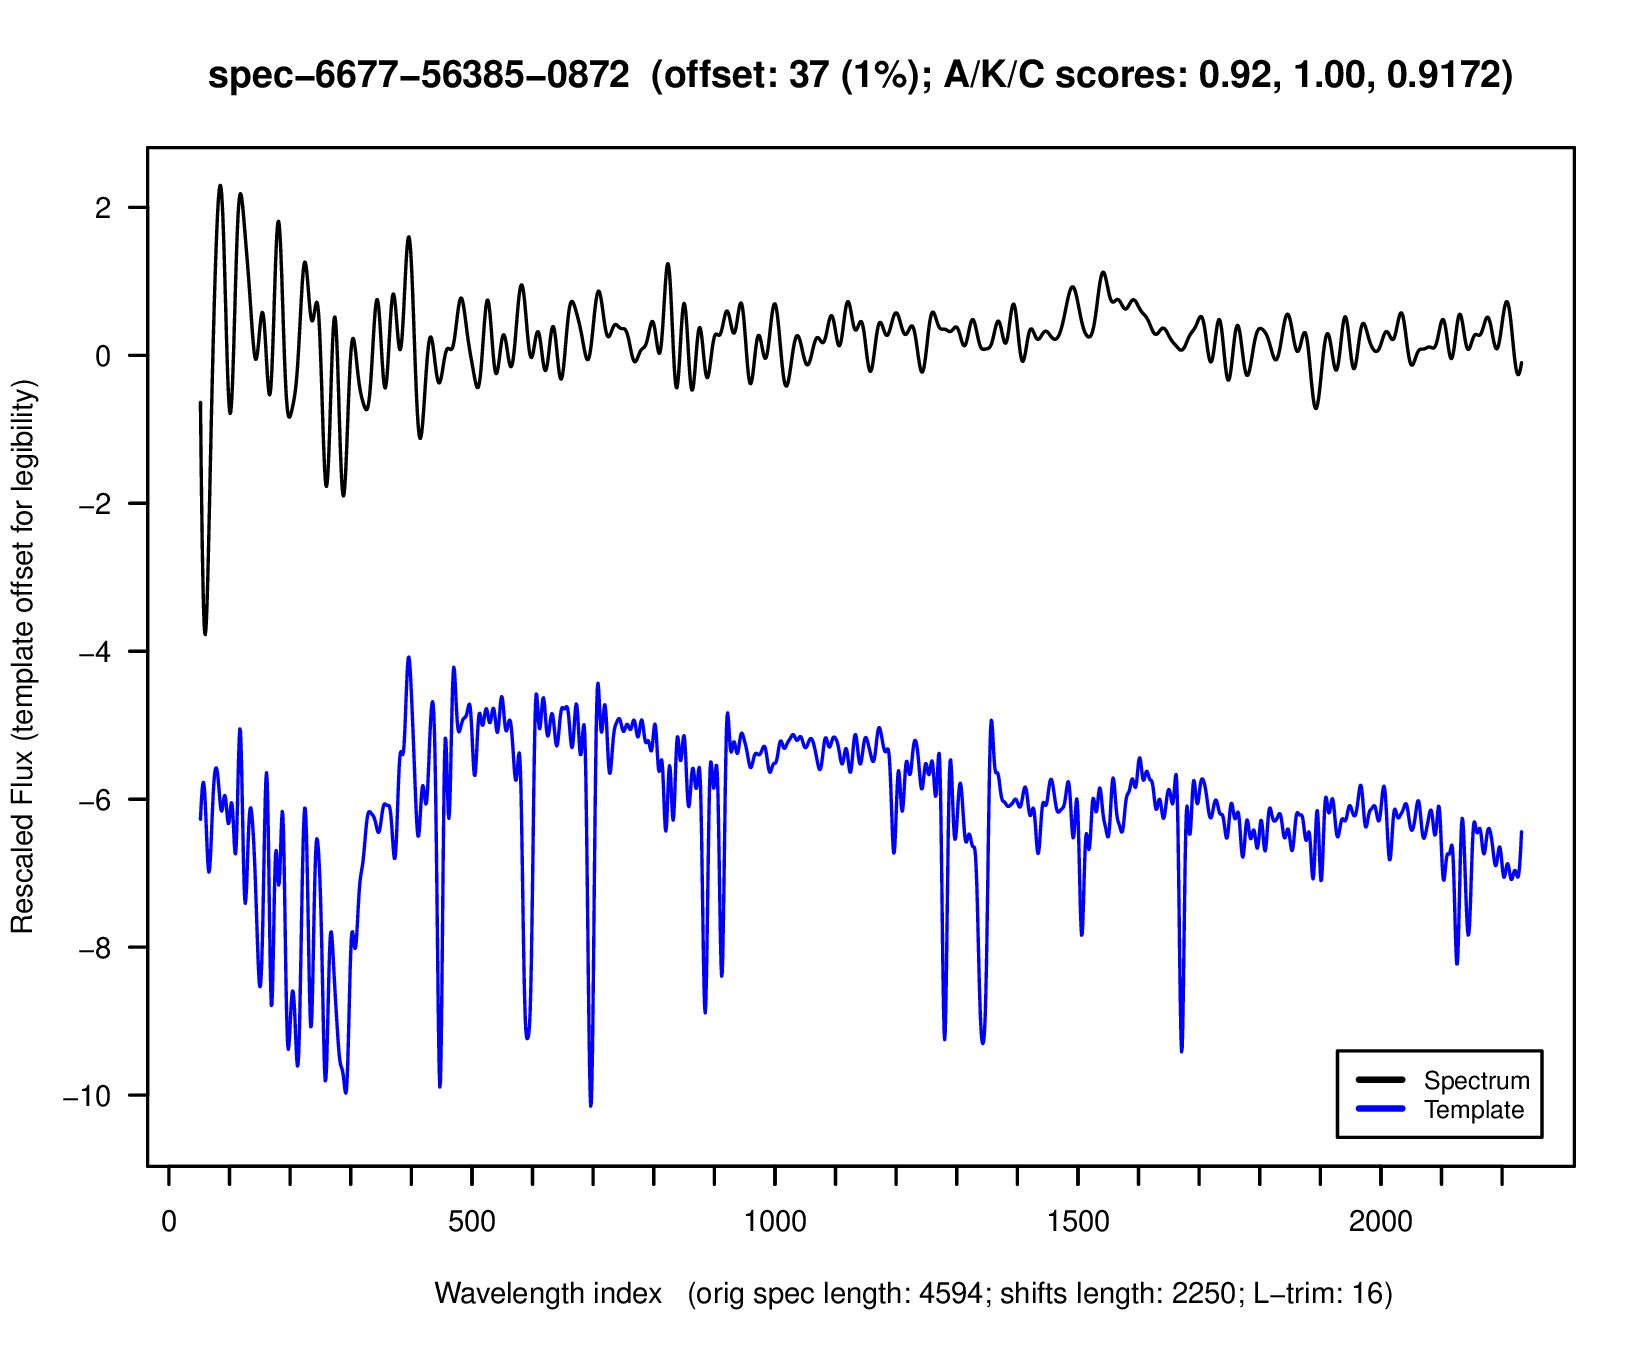 spec−6677−56385−0872 (offset: 37 (1%); A/K/C scores: 0.92, 1.00, 0.9172)
Rescaled Flux (template offset for legibility)
2
0
−2
−4
−6
−8
−10
Spectrum
Template
0 500 1000 1500 2000
Wavelength index (orig spec length: 4594; shifts length: 2250; L−trim: 16)